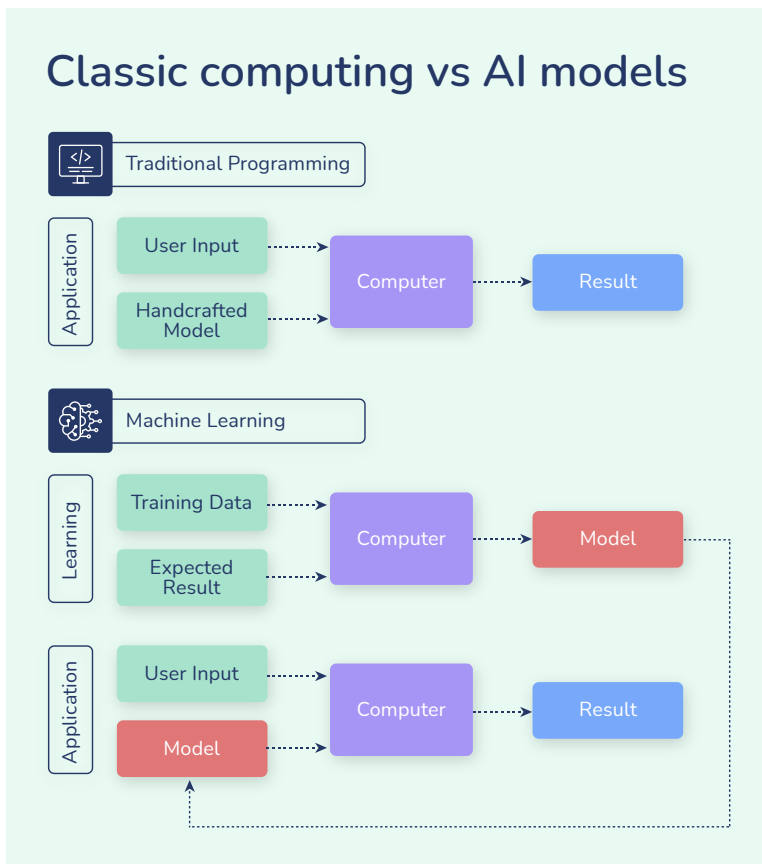 Classic computing vs AI models
</>
Traditional Programming
Application
User Input
Handcrafted
Model
Computer
Result
Machine Learning
Learning
Training Data
Expected
Result
Computer
Model
Application
User Input
Model
Computer
Result